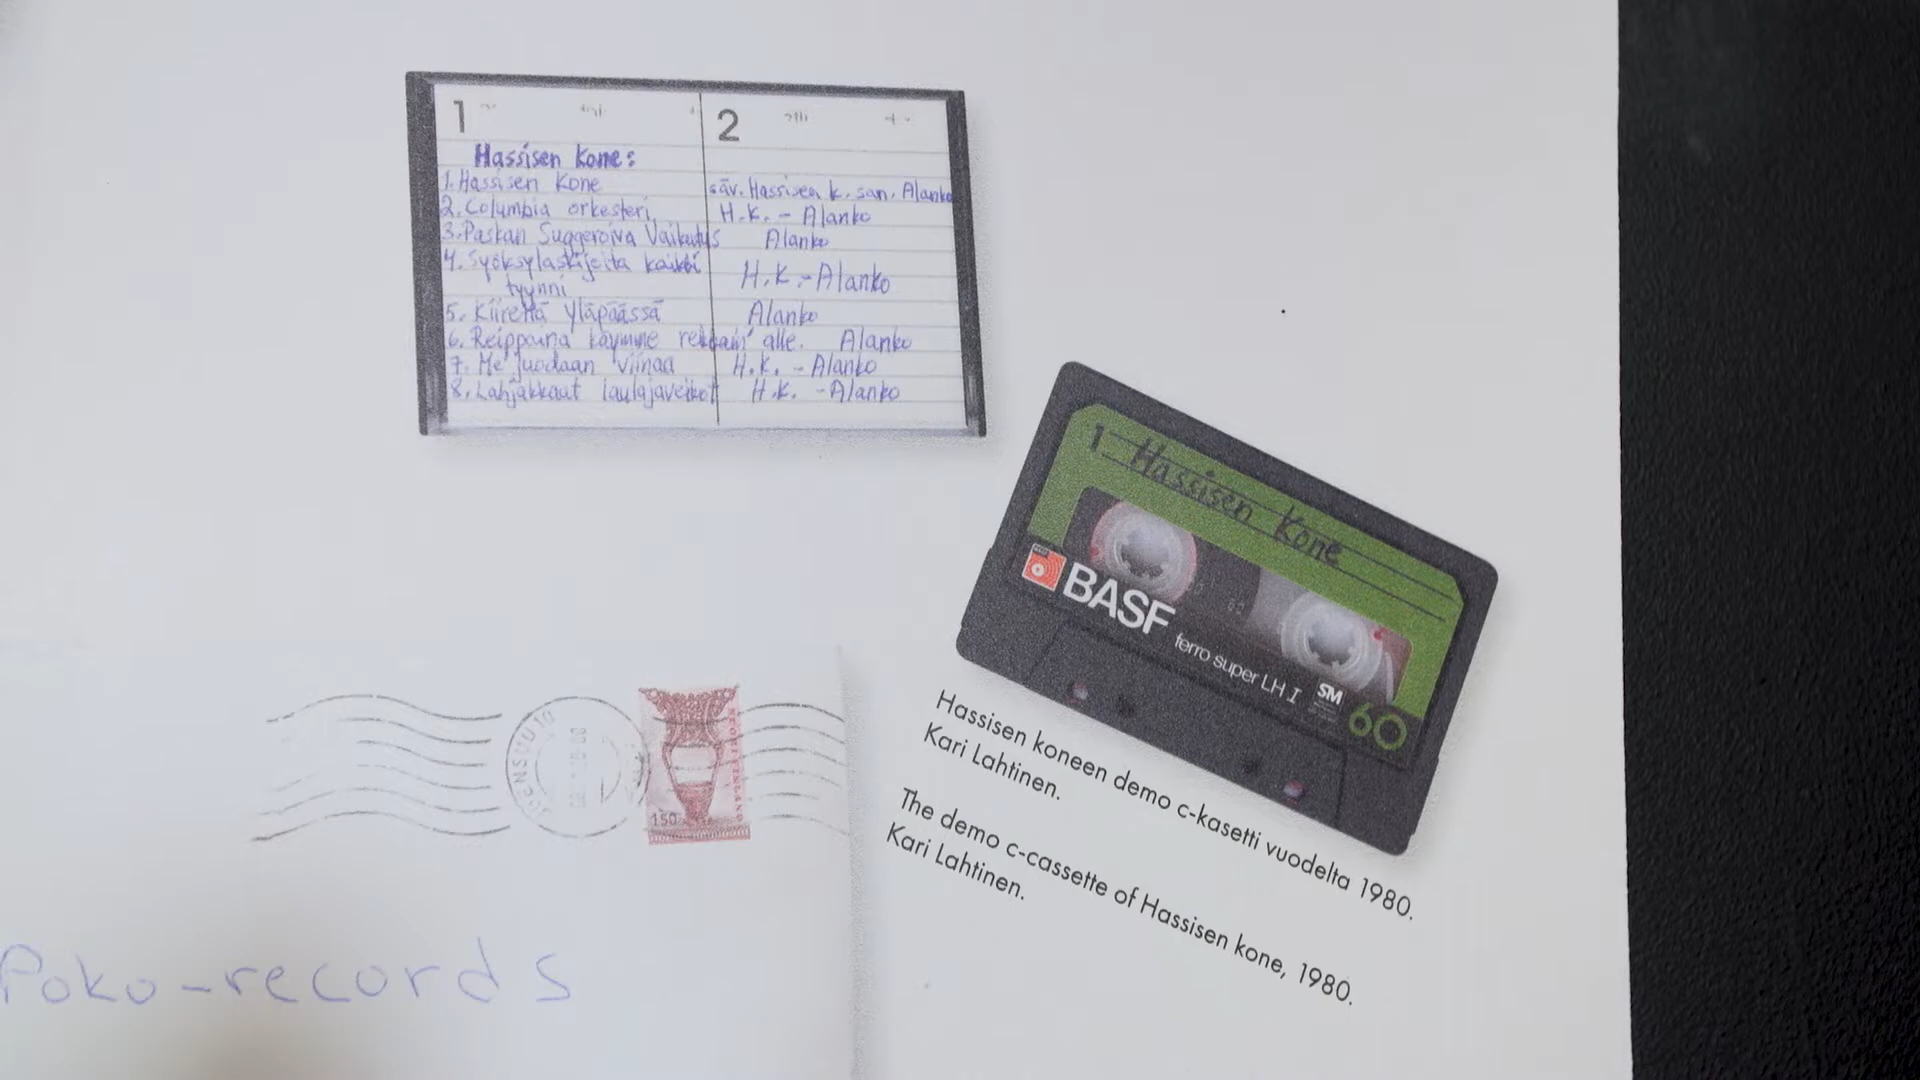 1
2
Hassisen Kone:
1. Hassisen Kone säv. Hassisen k. san. Alanko
2. Columbia orkesteri H.K. - Alanko
3. Paskan Suggeroiva Vaikutus Alanko
4. Syöksylaskijoita kaikki
tyynni H.K. - Alanko
5. Kiirettä yläpäässä Alanko
6. Reippaina käymme rekkain' alle. Alanko
7. Me juodaan viinaa H.K. - Alanko
8. Lahjakkaat laulajaveikot H.K. - Alanko
1 Hassisen Kone
BASF ferro super LH I SM
60
Hassisen koneen demo c-kasetti vuodelta 1980.
Kari Lahtinen.
The demo c-cassette of Hassisen kone, 1980.
Kari Lahtinen.
JOENSUU 10
150
Poko-records